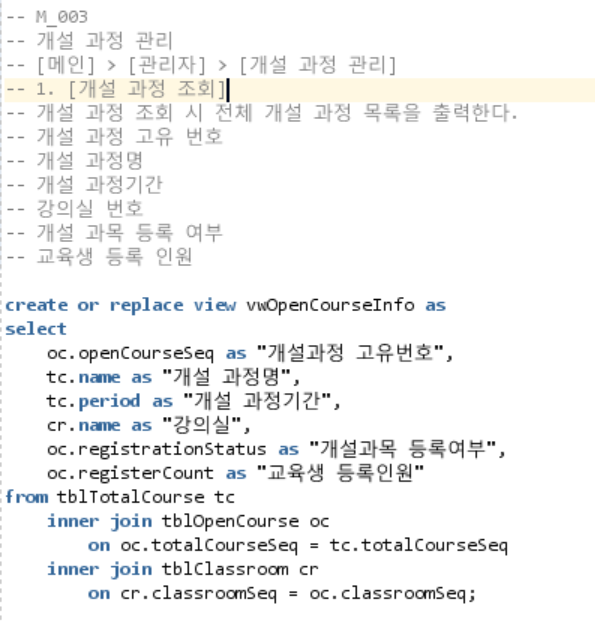 -- M_003
-- 개설 과정 관리
-- [메인] > [관리자] > [개설 과정 관리]
-- 1. [개설 과정 조회]
-- 개설 과정 조회 시 전체 개설 과정 목록을 출력한다.
-- 개설 과정 고유 번호
-- 개설 과정명
-- 개설 과정기간
-- 강의실 번호
-- 개설 과목 등록 여부
-- 교육생 등록 인원

create or replace view vwOpenCourseInfo as
select
    oc.openCourseSeq as "개설과정 고유번호",
    tc.name as "개설 과정명",
    tc.period as "개설 과정기간",
    cr.name as "강의실",
    oc.registrationStatus as "개설과목 등록여부",
    oc.registerCount as "교육생 등록인원"
from tblTotalCourse tc
    inner join tblOpenCourse oc
        on oc.totalCourseSeq = tc.totalCourseSeq
    inner join tblClassroom cr
        on cr.classroomSeq = oc.classroomSeq;